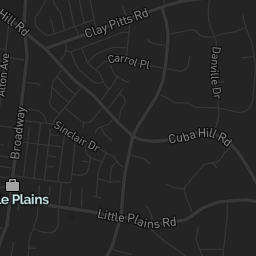 Hill Rd
Clay Pitts Rd
Carrol Pl
Danville Dr
Alton Ave
Broadway
Sinclair Dr
Cuba Hill Rd
le Plains
Little Plains Rd